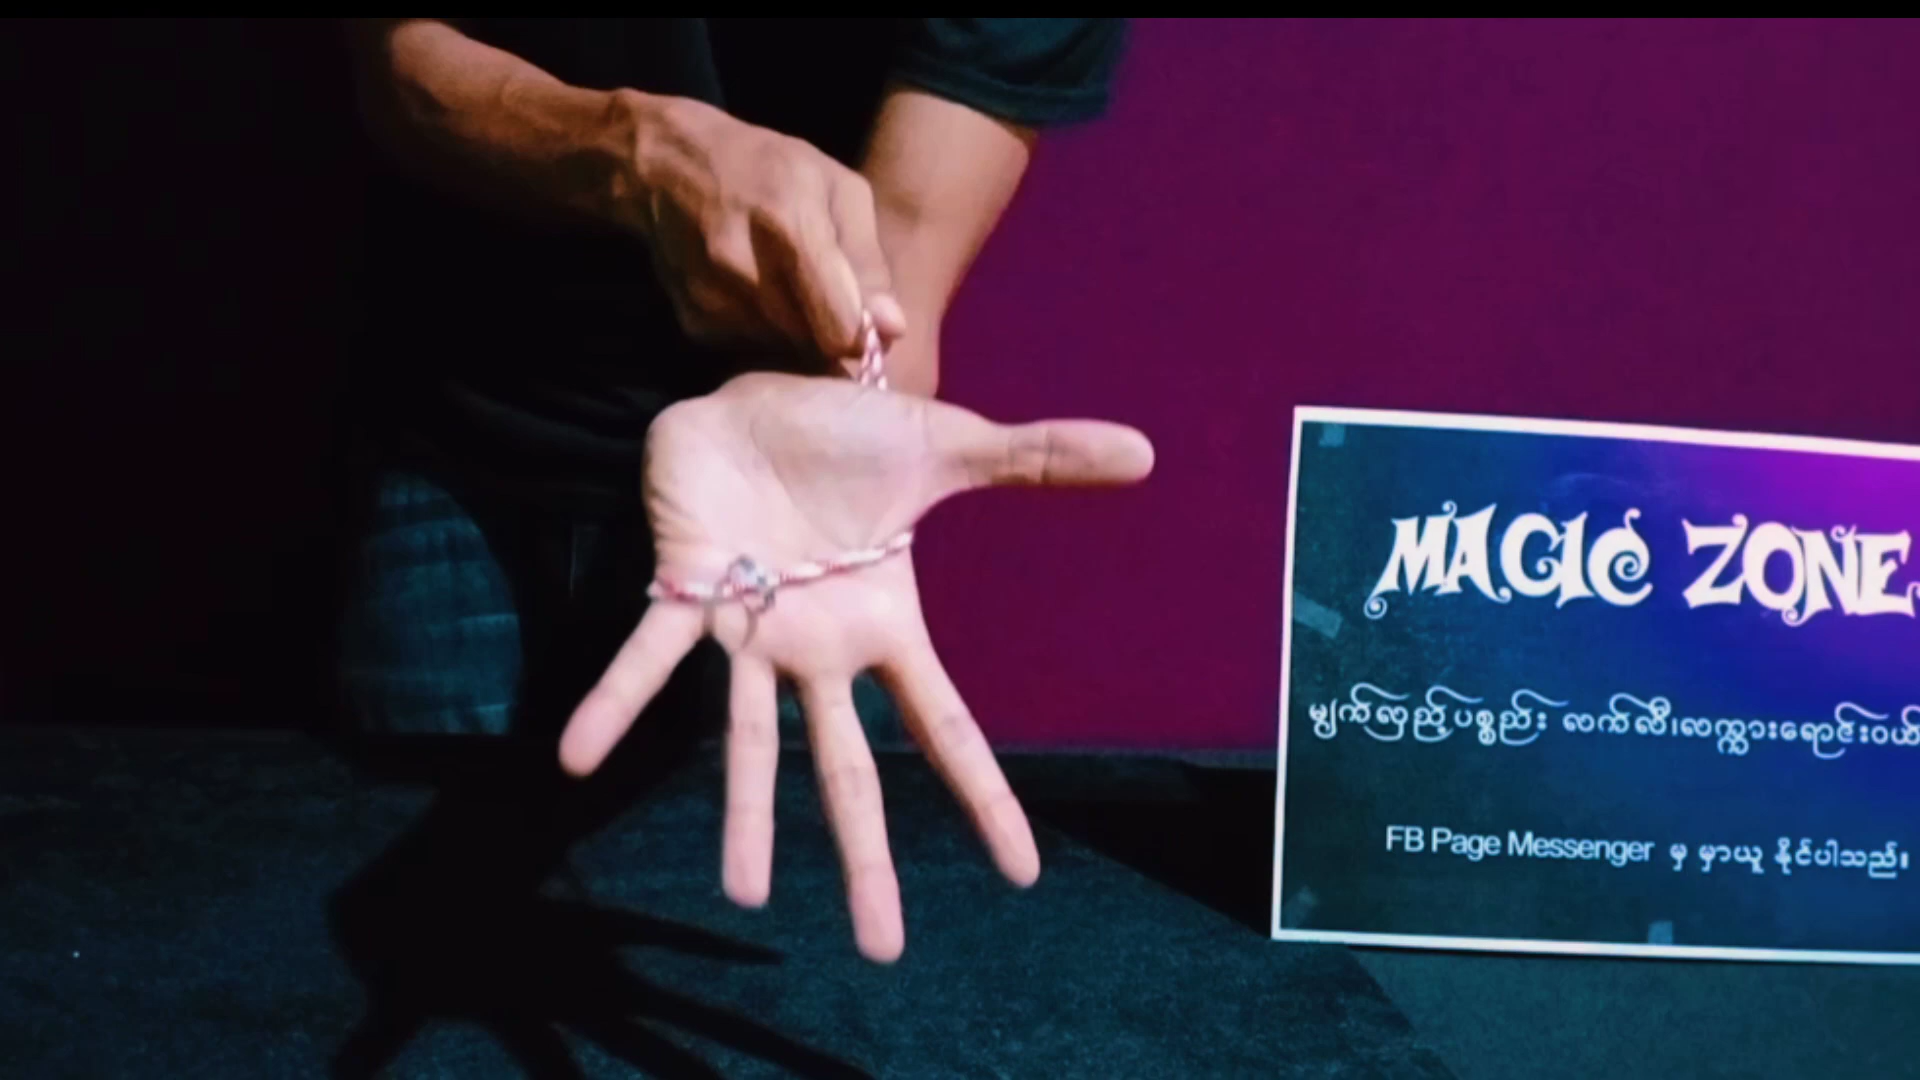 MAGIC ZONE
မျက်လှည့်ပစ္စည်း လက်လီ၊လက္ကားရောင်းဝယ်
FB Page Messenger မှ မှာယူ နိုင်ပါသည်။